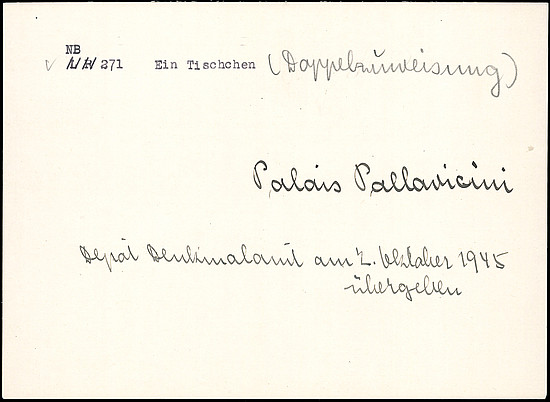 NB
271 Ein Tischchen (Doppelzuweisung)
Palais Pallavicini
Depot Denkmalamt am 2. Oktober 1945
übergeben